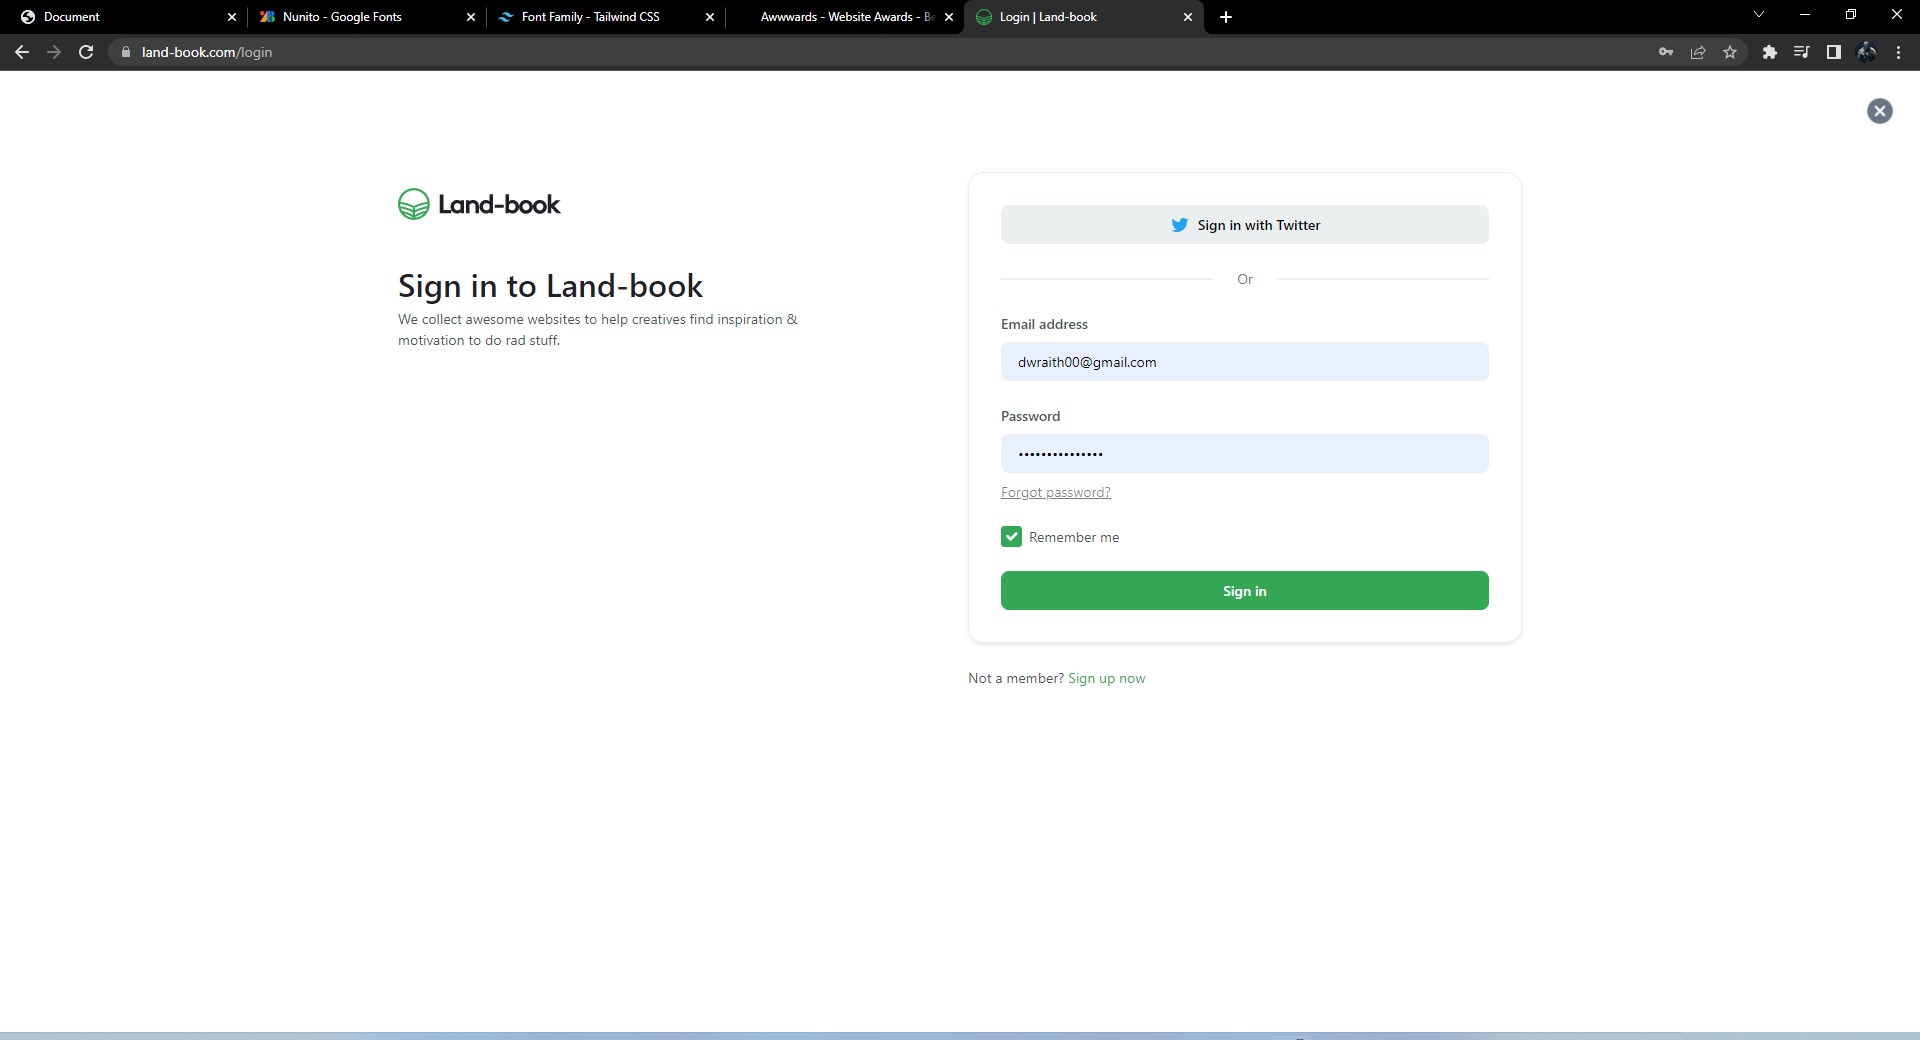 Document
Nunito - Google Fonts
Font Family - Tailwind CSS
Awwwards - Website Awards - Be
Login | Land-book
land-book.com/login
Land-book
Sign in to Land-book
We collect awesome websites to help creatives find inspiration &
motivation to do rad stuff.
Sign in with Twitter
Or
Email address
dwraith00@gmail.com
Password
•••••••••••••••
Forgot password?
Remember me
Sign in
Not a member? Sign up now